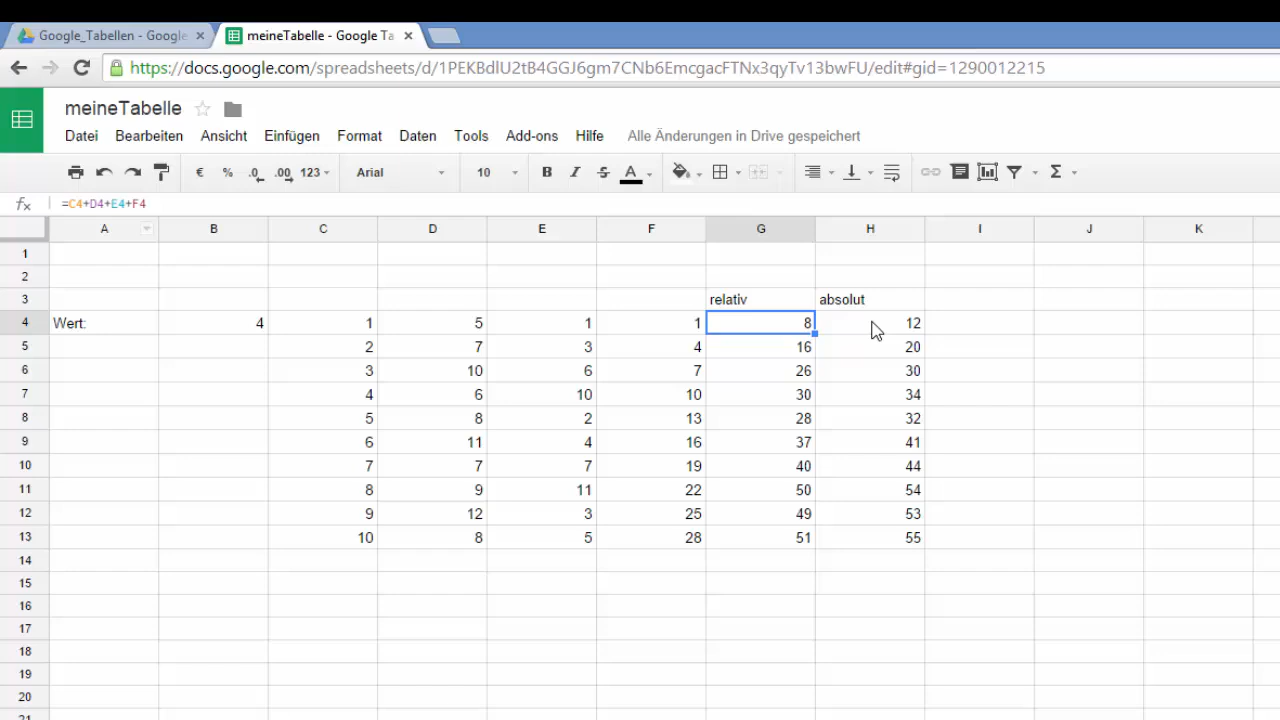 Google_Tabellen - Google
meineTabelle - Google Ta
https://docs.google.com/spreadsheets/d/1PEKBdlU2tB4GGJ6gm7CNb6EmcgacFTNx3qyTv13bwFU/edit#gid=1290012215
meineTabelle
Datei Bearbeiten Ansicht Einfügen Format Daten Tools Add-ons Hilfe Alle Änderungen in Drive gespeichert
€ % .0 .00 123 Arial 10 B I S A Σ
fx =C4+D4+E4+F4
A B C D E F G H I J K
1
2
3 relativ absolut
4 Wert: 4 1 5 1 1 8 12
5 2 7 3 4 16 20
6 3 10 6 7 26 30
7 4 6 10 10 30 34
8 5 8 2 13 28 32
9 6 11 4 16 37 41
10 7 7 7 19 40 44
11 8 9 11 22 50 54
12 9 12 3 25 49 53
13 10 8 5 28 51 55
14
15
16
17
18
19
20
21